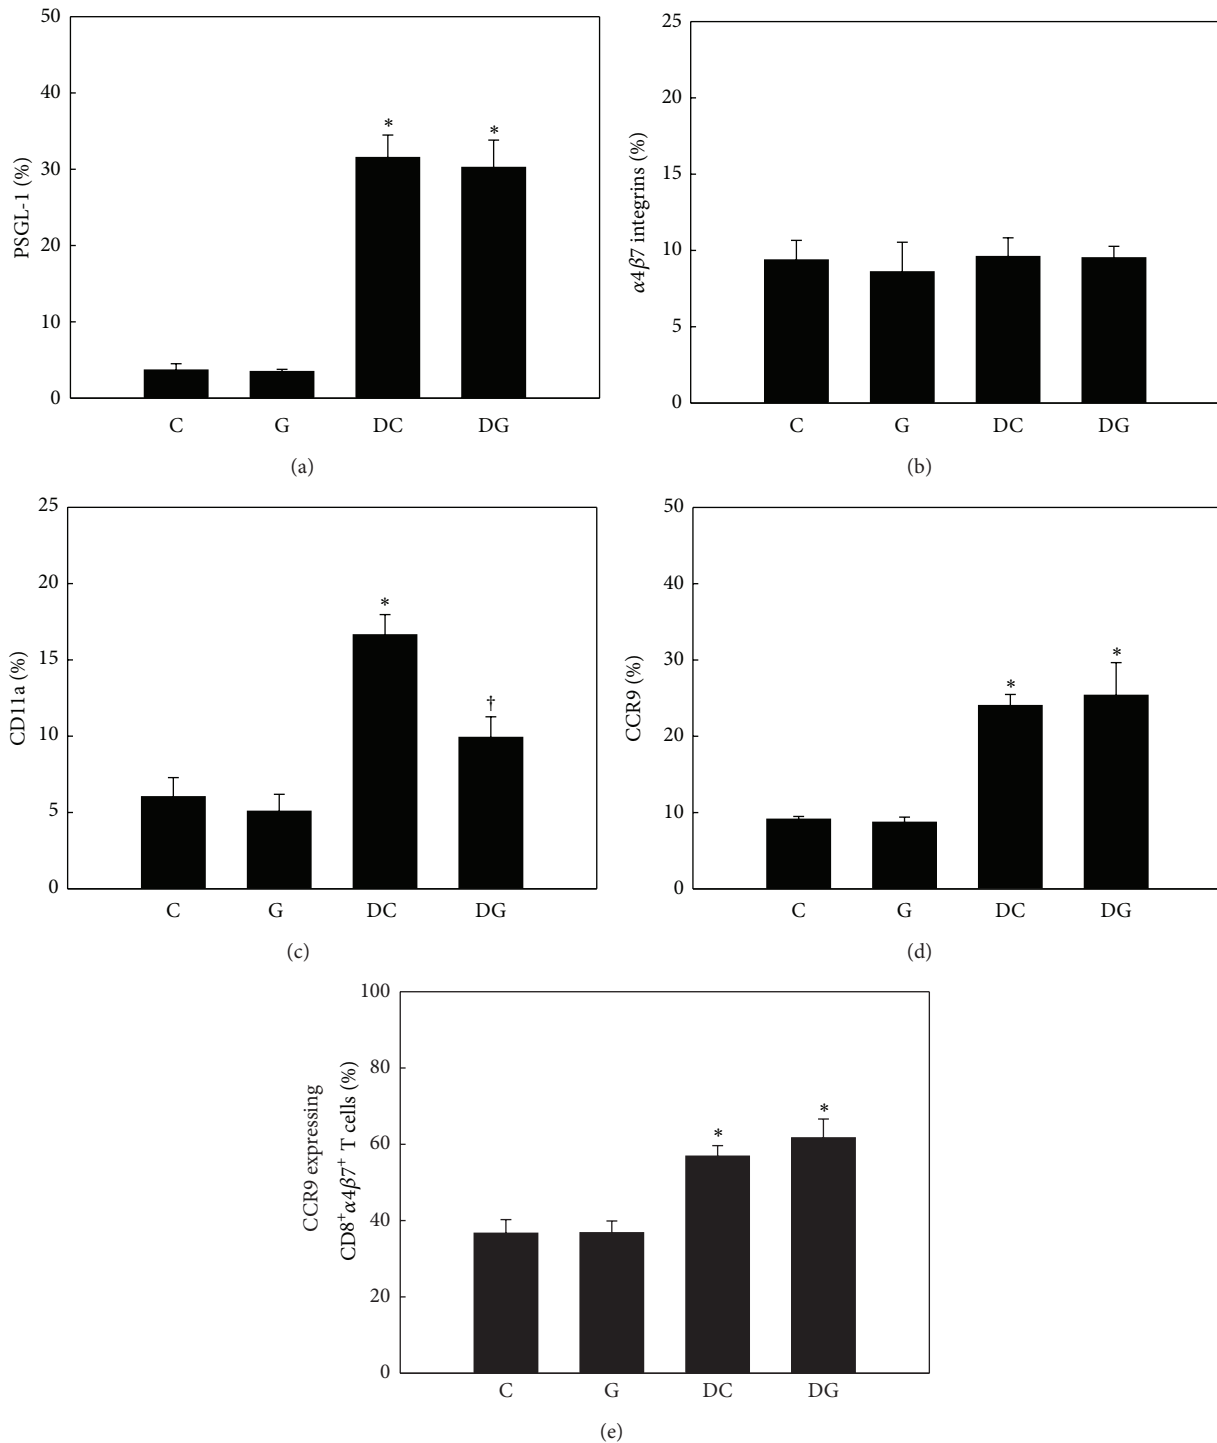 50
40
30
20
10
0
PSGL-1 (%)
*
*
C G DC DG
(a)
25
20
15
10
5
0
α4β7 integrins (%)
C G DC DG
(b)
25
20
15
10
5
0
CD11a (%)
*
†
C G DC DG
(c)
50
40
30
20
10
0
CCR9 (%)
*
*
C G DC DG
(d)
100
80
60
40
20
0
CCR9 expressing
CD8⁺α4β7⁺ T cells (%)
*
*
C G DC DG
(e)